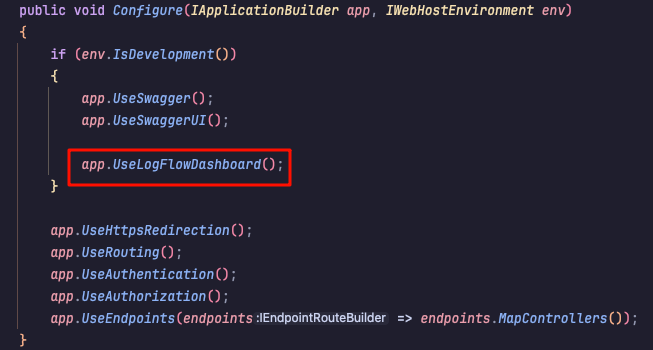 public void Configure(IApplicationBuilder app, IWebHostEnvironment env)
{
if (env.IsDevelopment())
{
app.UseSwagger();
app.UseSwaggerUI();
app.UseLogFlowDashboard();
}
app.UseHttpsRedirection();
app.UseRouting();
app.UseAuthentication();
app.UseAuthorization();
app.UseEndpoints(endpoints :IEndpointRouteBuilder => endpoints.MapControllers());
}